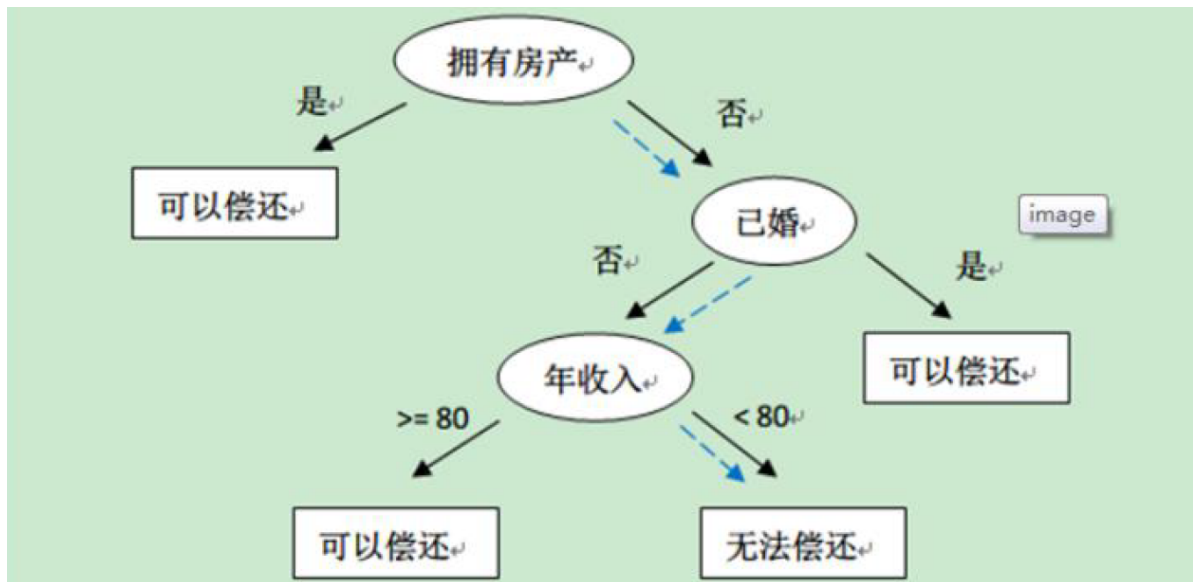 拥有房产
是
否
可以偿还
已婚
image
否
是
年收入
可以偿还
>= 80
< 80
可以偿还
无法偿还